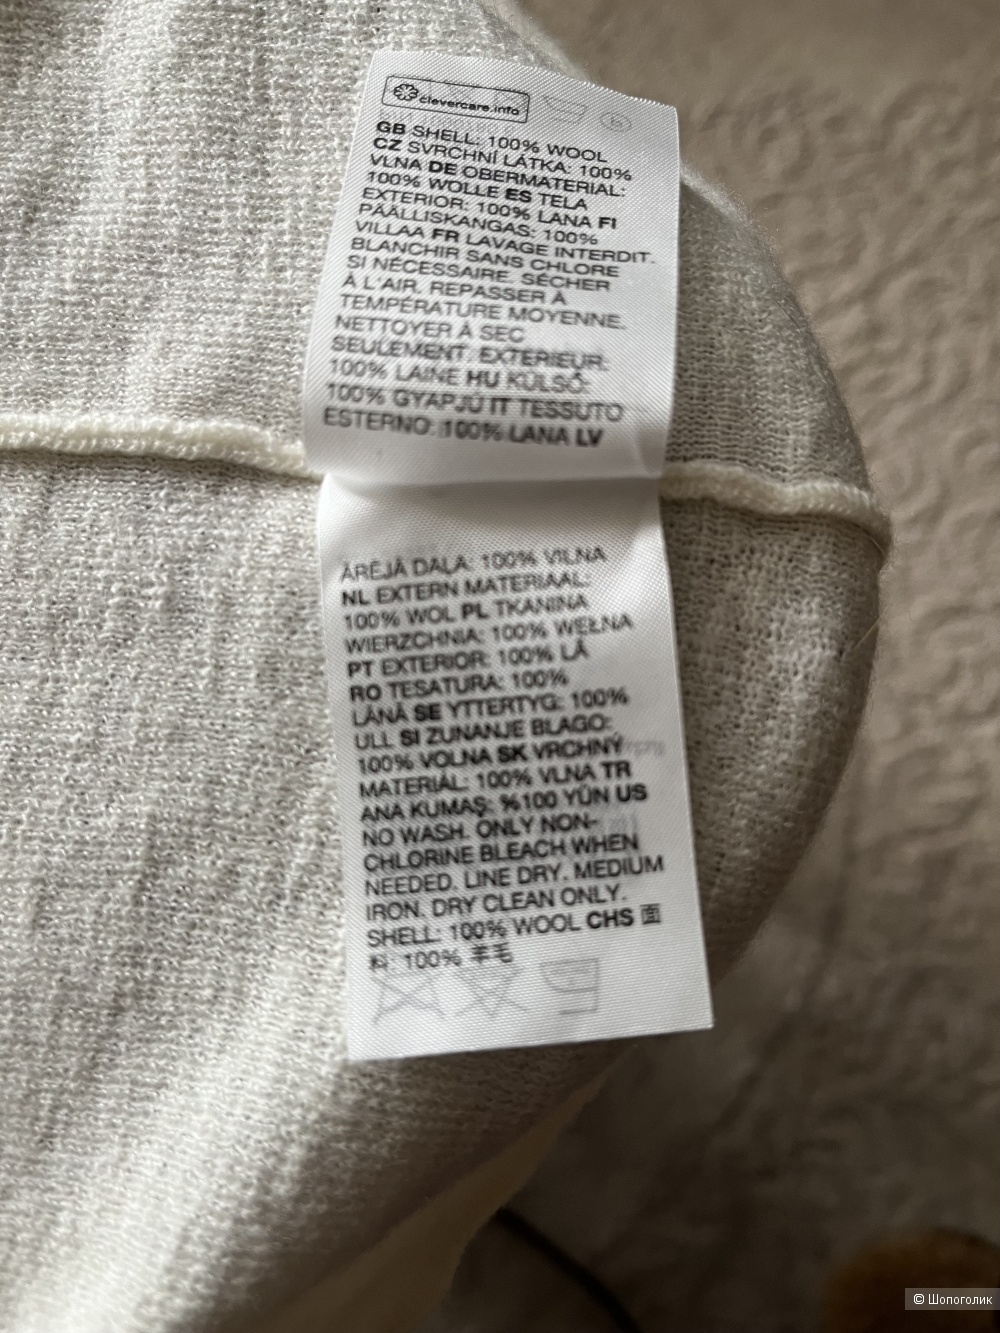 clevercare.info
GB SHELL: 100% WOOL
CZ SVRCHNÍ LÁTKA: 100%
VLNA DE OBERMATERIAL:
100% WOLLE ES TELA
EXTERIOR: 100% LANA FI
PÄÄLLISKANGAS: 100%
VILLAA FR LAVAGE INTERDIT.
BLANCHIR SANS CHLORE
SI NÉCESSAIRE. SÉCHER
À L'AIR. REPASSER À
TEMPÉRATURE MOYENNE.
NETTOYER À SEC
SEULEMENT. EXTERIEUR:
100% LAINE HU KÜLSŐ:
100% GYAPJÚ IT TESSUTO
ESTERNO: 100% LANA LV
ĀRĒJĀ DAĻA: 100% VILNA
NL EXTERN MATERIAAL:
100% WOL PL TKANINA
WIERZCHNIA: 100% WEŁNA
PT EXTERIOR: 100% LÃ
RO TESATURA: 100%
LÂNĂ SE YTTERTYG: 100%
ULL SI ZUNANJE BLAGO:
100% VOLNA SK VRCHNÝ
MATERIÁL: 100% VLNA TR
ANA KUMAŞ: %100 YÜN US
NO WASH. ONLY NON-
CHLORINE BLEACH WHEN
NEEDED. LINE DRY. MEDIUM
IRON. DRY CLEAN ONLY.
SHELL: 100% WOOL CHS 面
料: 100% 羊毛
© Шопоголик